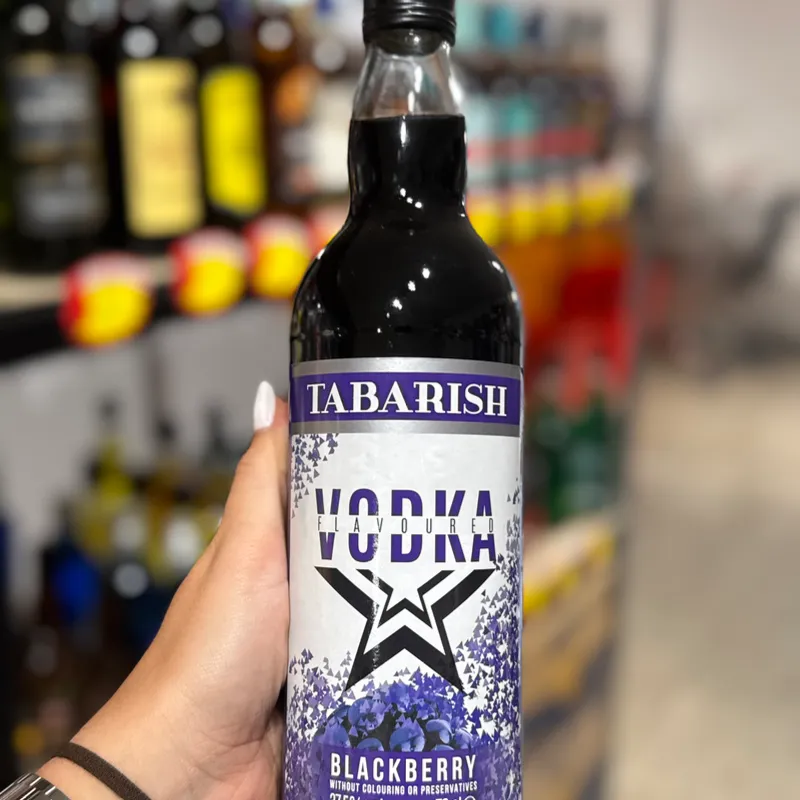 TABARISH
VODKA
FLAVOURED
BLACKBERRY
WITHOUT COLOURING OR PRESERVATIVES